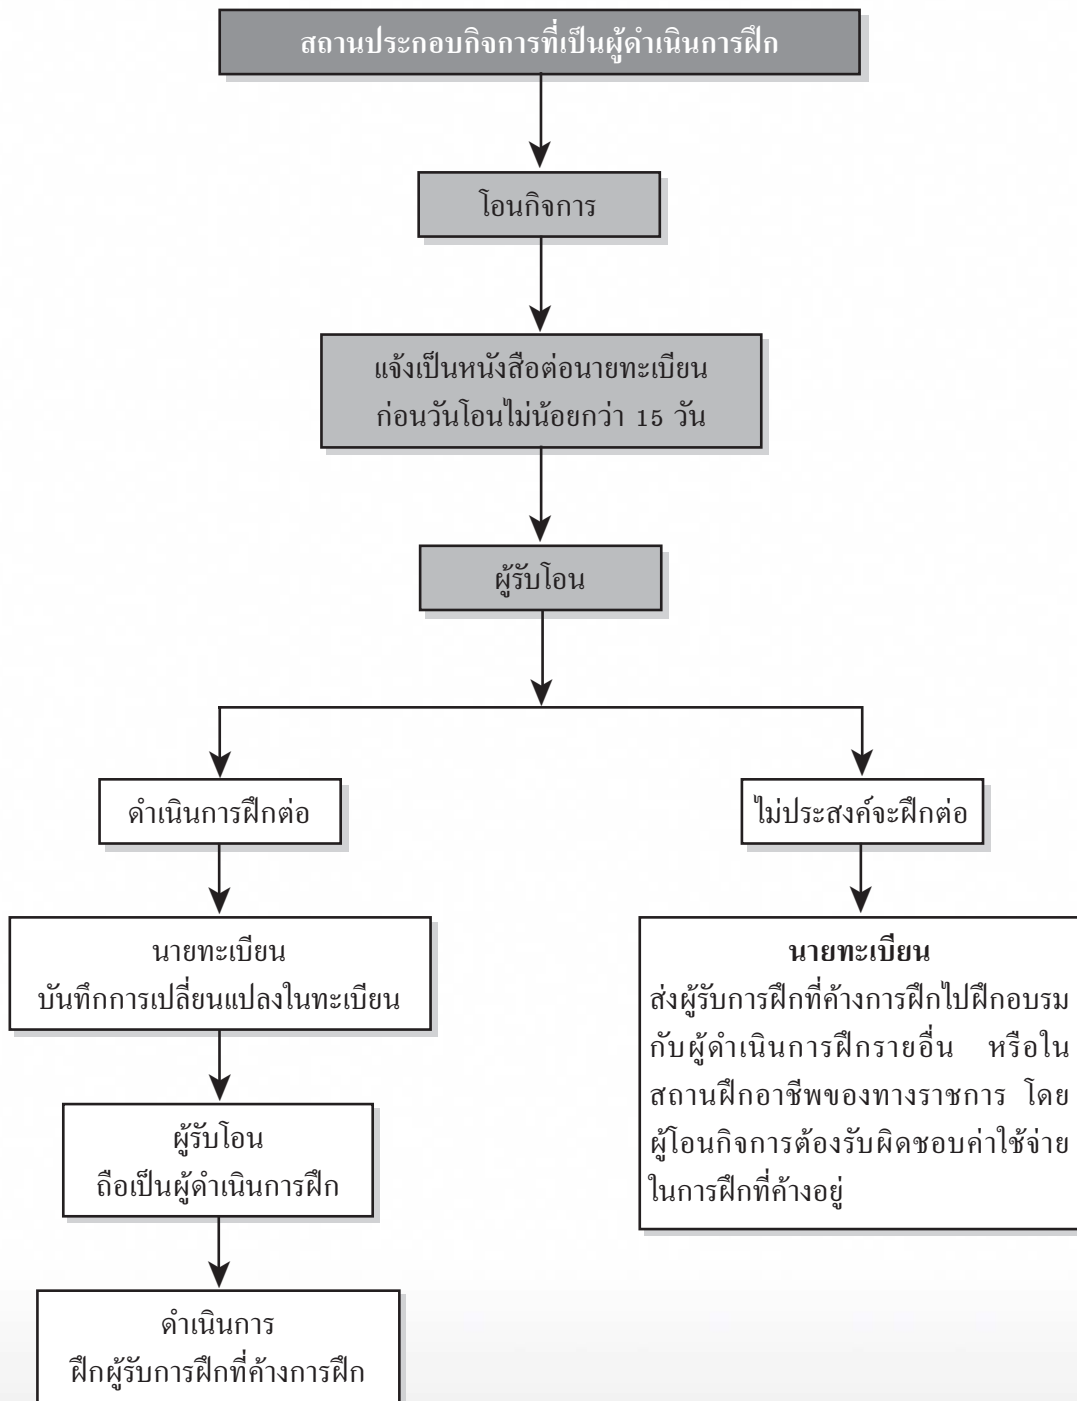 สถานประกอบกิจการที่เป็นผู้ดำเนินการฝึก
โอนกิจการ
แจ้งเป็นหนังสือต่อนายทะเบียน
ก่อนวันโอนไม่น้อยกว่า 15 วัน
ผู้รับโอน
ดำเนินการฝึกต่อ
นายทะเบียน
บันทึกการเปลี่ยนแปลงในทะเบียน
ผู้รับโอน
ถือเป็นผู้ดำเนินการฝึก
ดำเนินการ
ฝึกผู้รับการฝึกที่ค้างการฝึก
ไม่ประสงค์จะฝึกต่อ
นายทะเบียน
ส่งผู้รับการฝึกที่ค้างการฝึกไปฝึกอบรม
กับผู้ดำเนินการฝึกรายอื่น หรือใน
สถานฝึกอาชีพของทางราชการ โดย
ผู้โอนกิจการต้องรับผิดชอบค่าใช้จ่าย
ในการฝึกที่ค้างอยู่